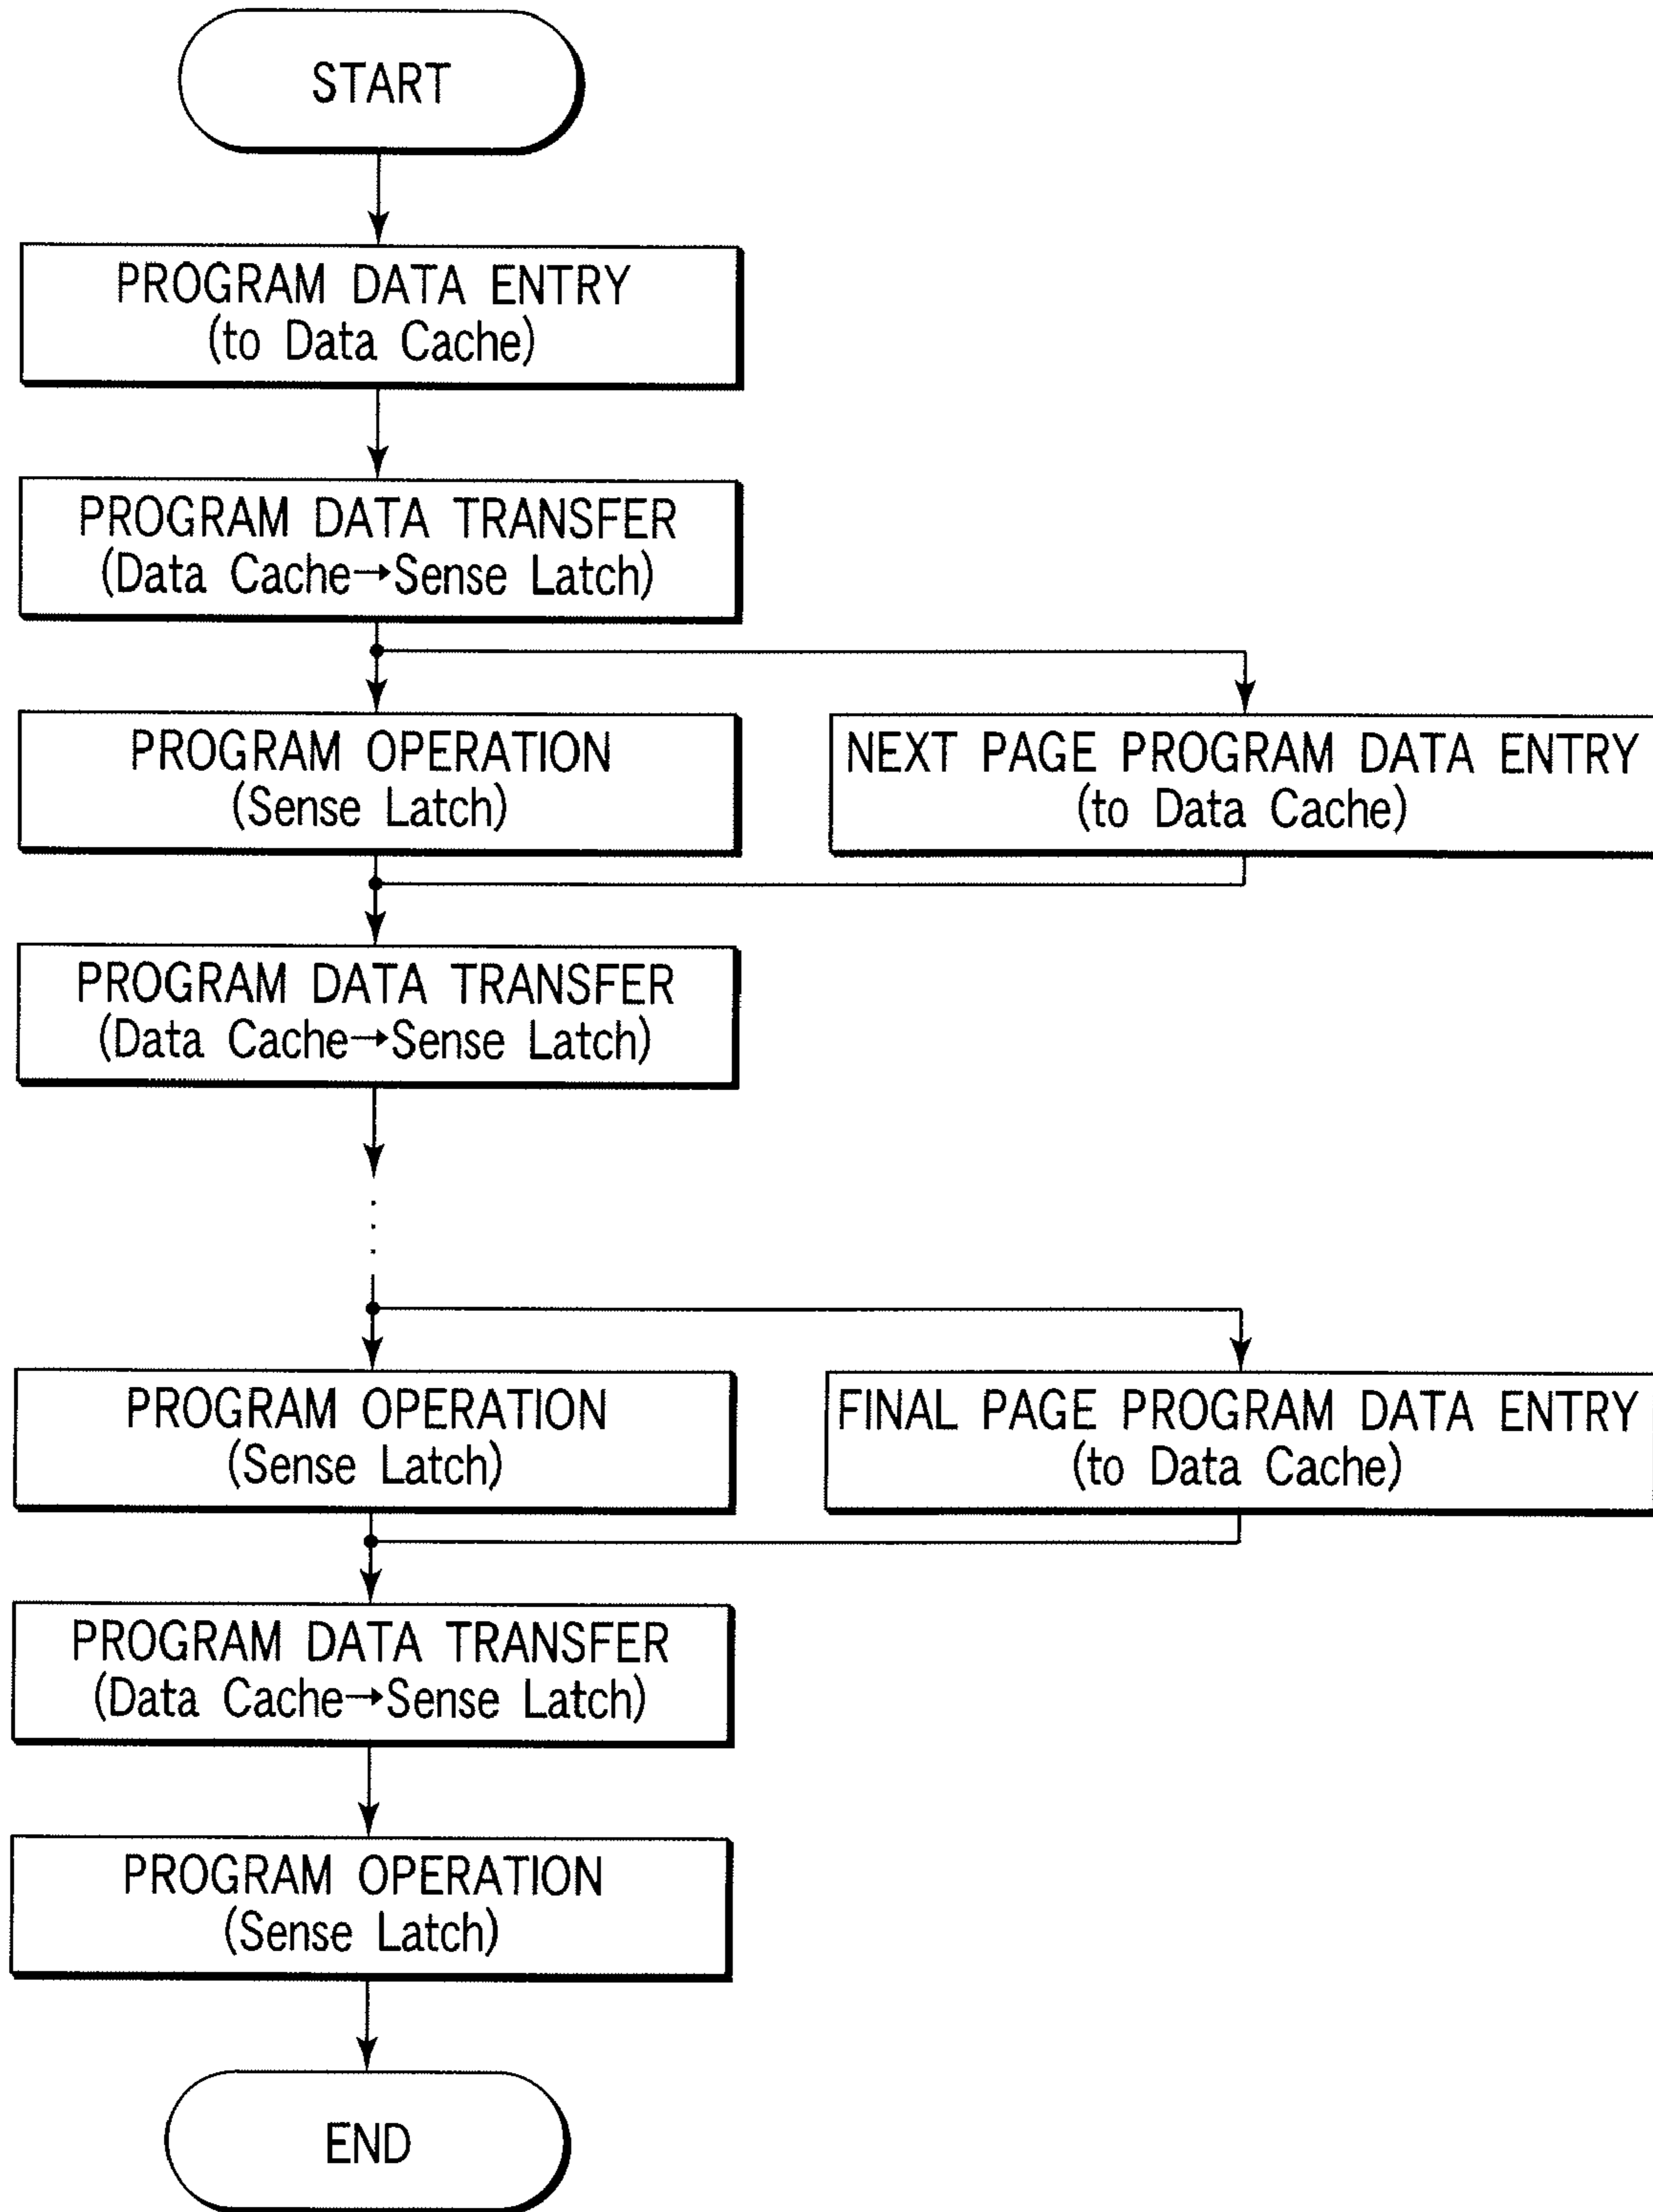 START
PROGRAM DATA ENTRY
(to Data Cache)
PROGRAM DATA TRANSFER
(Data Cache→Sense Latch)
PROGRAM OPERATION
(Sense Latch)
NEXT PAGE PROGRAM DATA ENTRY
(to Data Cache)
PROGRAM DATA TRANSFER
(Data Cache→Sense Latch)
PROGRAM OPERATION
(Sense Latch)
FINAL PAGE PROGRAM DATA ENTRY
(to Data Cache)
PROGRAM DATA TRANSFER
(Data Cache→Sense Latch)
PROGRAM OPERATION
(Sense Latch)
END